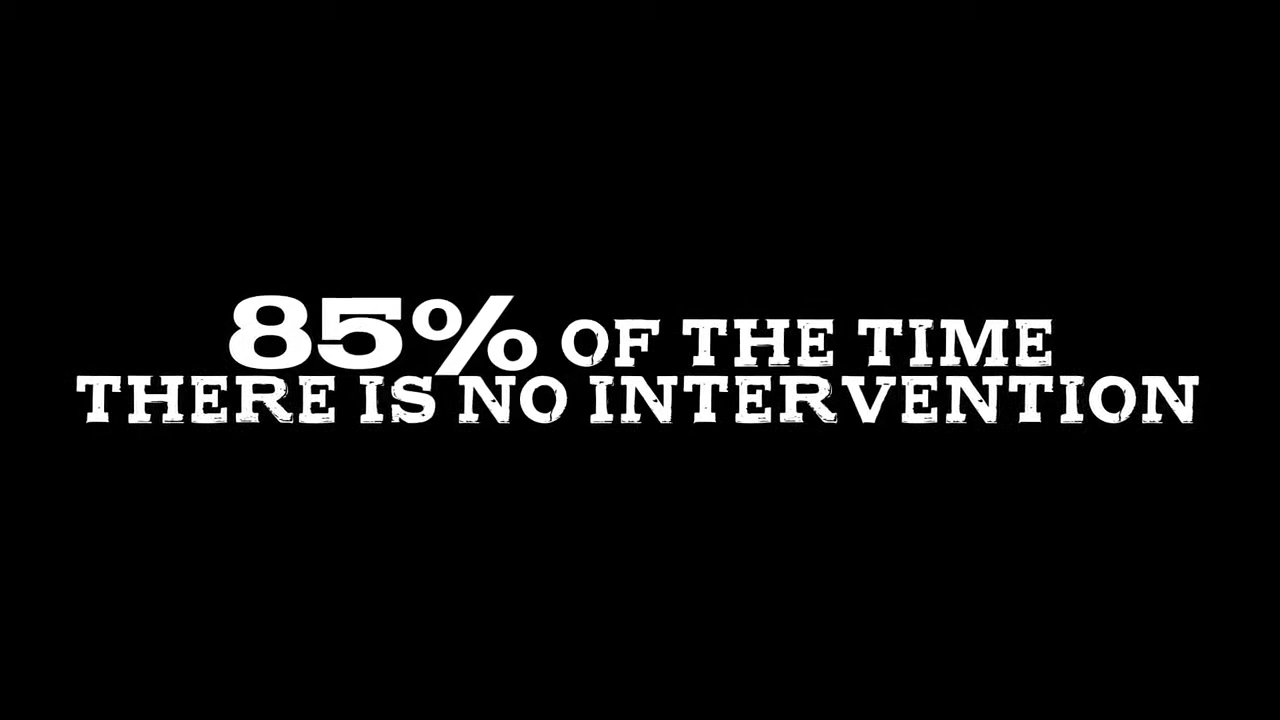 85% OF THE TIME
THERE IS NO INTERVENTION